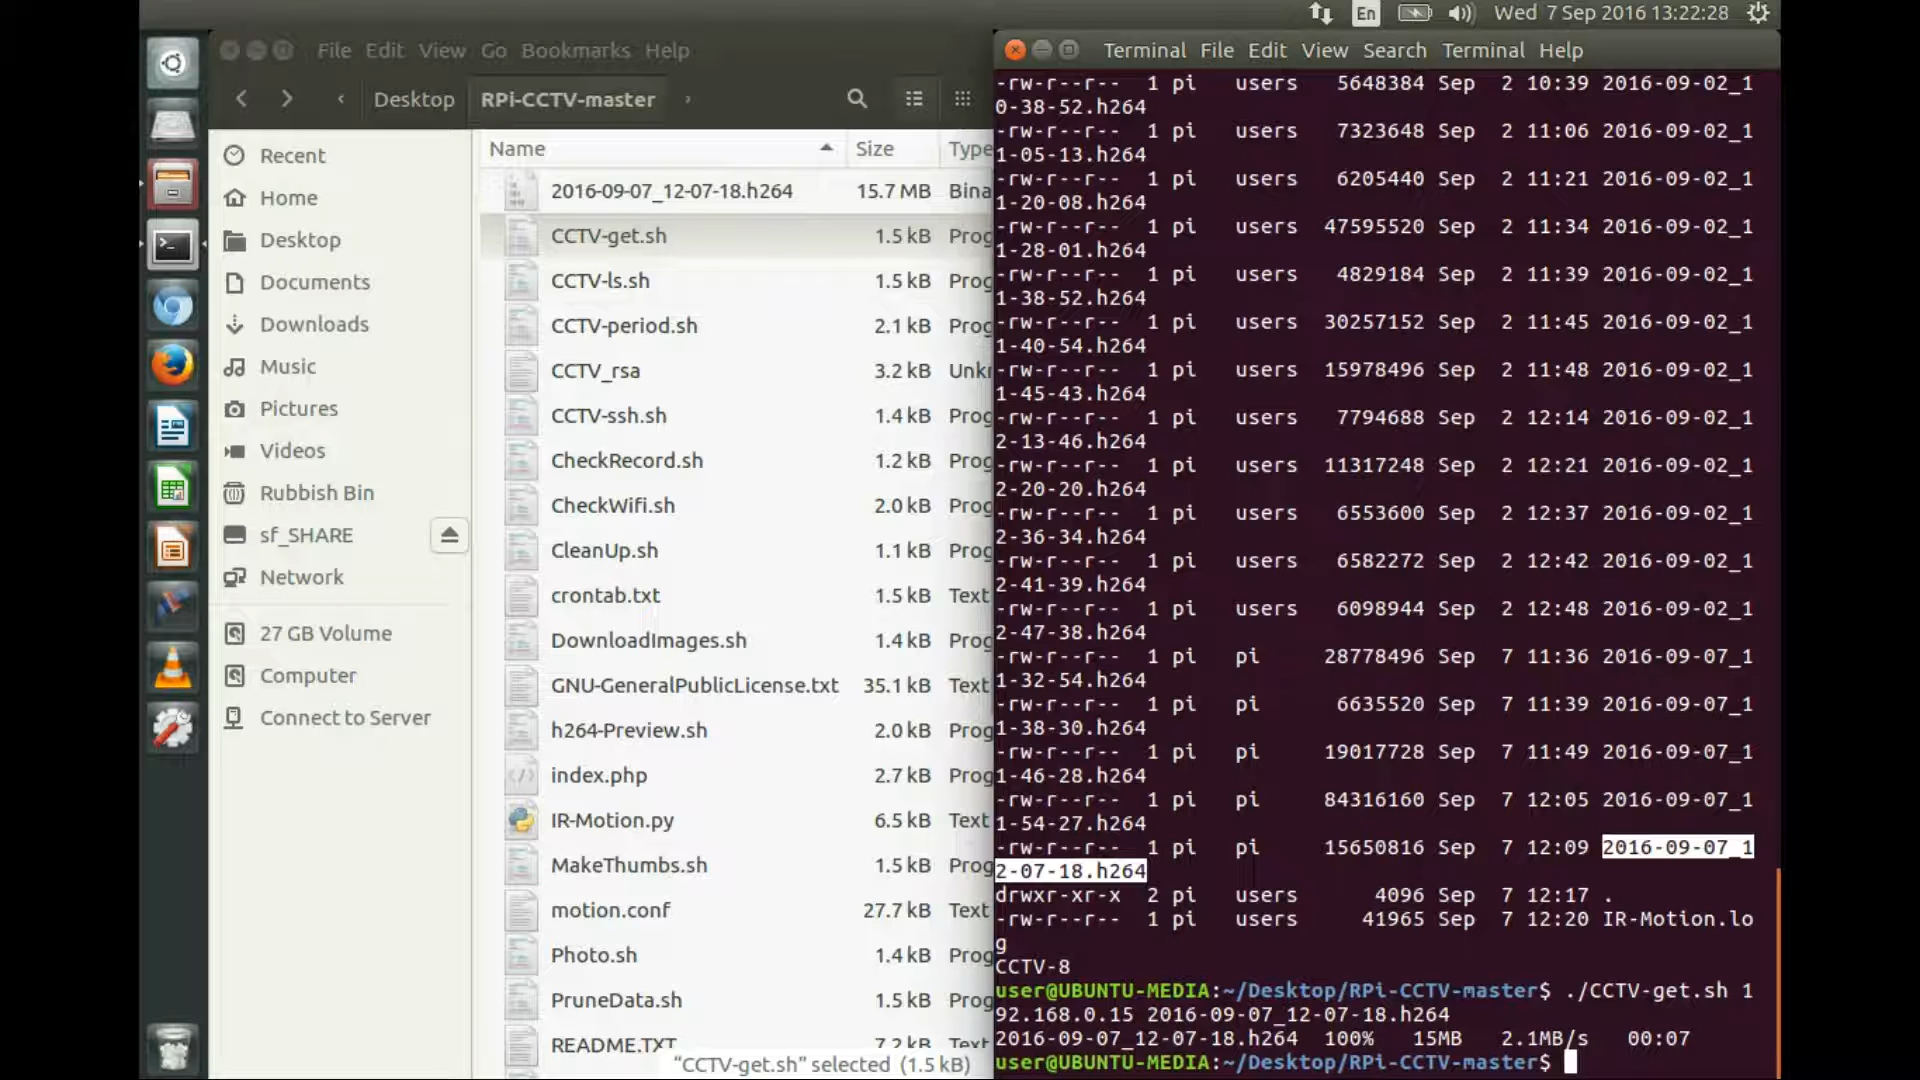 En
Wed 7 Sep 2016 13:22:28
File Edit View Go Bookmarks Help
Desktop
RPi-CCTV-master
Recent
Home
Desktop
Documents
Downloads
Music
Pictures
Videos
Rubbish Bin
sf_SHARE
Network
27 GB Volume
Computer
Connect to Server
Name Size Type
2016-09-07_12-07-18.h264 15.7 MB Bina
CCTV-get.sh 1.5 kB Prog
CCTV-ls.sh 1.5 kB Prog
CCTV-period.sh 2.1 kB Prog
CCTV_rsa 3.2 kB Unkn
CCTV-ssh.sh 1.4 kB Prog
CheckRecord.sh 1.2 kB Prog
CheckWifi.sh 2.0 kB Prog
CleanUp.sh 1.1 kB Prog
crontab.txt 1.5 kB Text
DownloadImages.sh 1.4 kB Prog
GNU-GeneralPublicLicense.txt 35.1 kB Text
h264-Preview.sh 2.0 kB Prog
index.php 2.7 kB Prog
IR-Motion.py 6.5 kB Text
MakeThumbs.sh 1.5 kB Prog
motion.conf 27.7 kB Text
Photo.sh 1.4 kB Prog
PruneData.sh 1.5 kB Prog
README.TXT 7.2 kB Text
“CCTV-get.sh” selected (1.5 kB)
Terminal File Edit View Search Terminal Help
-rw-r--r-- 1 pi users 5648384 Sep 2 10:39 2016-09-02_1
0-38-52.h264
-rw-r--r-- 1 pi users 7323648 Sep 2 11:06 2016-09-02_1
1-05-13.h264
-rw-r--r-- 1 pi users 6205440 Sep 2 11:21 2016-09-02_1
1-20-08.h264
-rw-r--r-- 1 pi users 47595520 Sep 2 11:34 2016-09-02_1
1-28-01.h264
-rw-r--r-- 1 pi users 4829184 Sep 2 11:39 2016-09-02_1
1-38-52.h264
-rw-r--r-- 1 pi users 30257152 Sep 2 11:45 2016-09-02_1
1-40-54.h264
-rw-r--r-- 1 pi users 15978496 Sep 2 11:48 2016-09-02_1
1-45-43.h264
-rw-r--r-- 1 pi users 7794688 Sep 2 12:14 2016-09-02_1
2-13-46.h264
-rw-r--r-- 1 pi users 11317248 Sep 2 12:21 2016-09-02_1
2-20-20.h264
-rw-r--r-- 1 pi users 6553600 Sep 2 12:37 2016-09-02_1
2-36-34.h264
-rw-r--r-- 1 pi users 6582272 Sep 2 12:42 2016-09-02_1
2-41-39.h264
-rw-r--r-- 1 pi users 6098944 Sep 2 12:48 2016-09-02_1
2-47-38.h264
-rw-r--r-- 1 pi pi 28778496 Sep 7 11:36 2016-09-07_1
1-32-54.h264
-rw-r--r-- 1 pi pi 6635520 Sep 7 11:39 2016-09-07_1
1-38-30.h264
-rw-r--r-- 1 pi pi 19017728 Sep 7 11:49 2016-09-07_1
1-46-28.h264
-rw-r--r-- 1 pi pi 84316160 Sep 7 12:05 2016-09-07_1
1-54-27.h264
-rw-r--r-- 1 pi pi 15650816 Sep 7 12:09 2016-09-07_1
2-07-18.h264
drwxr-xr-x 2 pi users 4096 Sep 7 12:17 .
-rw-r--r-- 1 pi users 41965 Sep 7 12:20 IR-Motion.lo
g
CCTV-8
user@UBUNTU-MEDIA:~/Desktop/RPi-CCTV-master$ ./CCTV-get.sh 1
92.168.0.15 2016-09-07_12-07-18.h264
2016-09-07_12-07-18.h264 100% 15MB 2.1MB/s 00:07
user@UBUNTU-MEDIA:~/Desktop/RPi-CCTV-master$